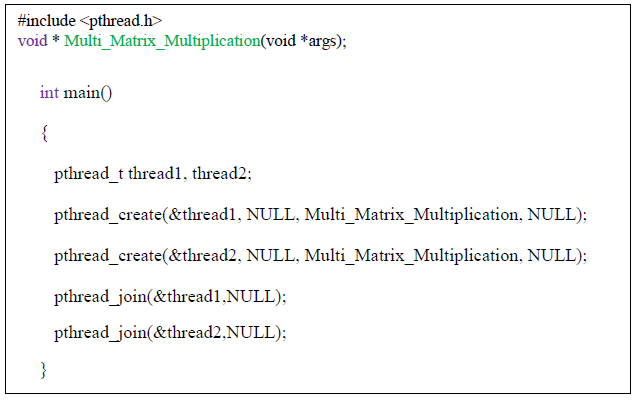 #include <pthread.h>
void * Multi_Matrix_Multiplication(void *args);
int main()
{
pthread_t thread1, thread2;
pthread_create(&thread1, NULL, Multi_Matrix_Multiplication, NULL);
pthread_create(&thread2, NULL, Multi_Matrix_Multiplication, NULL);
pthread_join(&thread1,NULL);
pthread_join(&thread2,NULL);
}